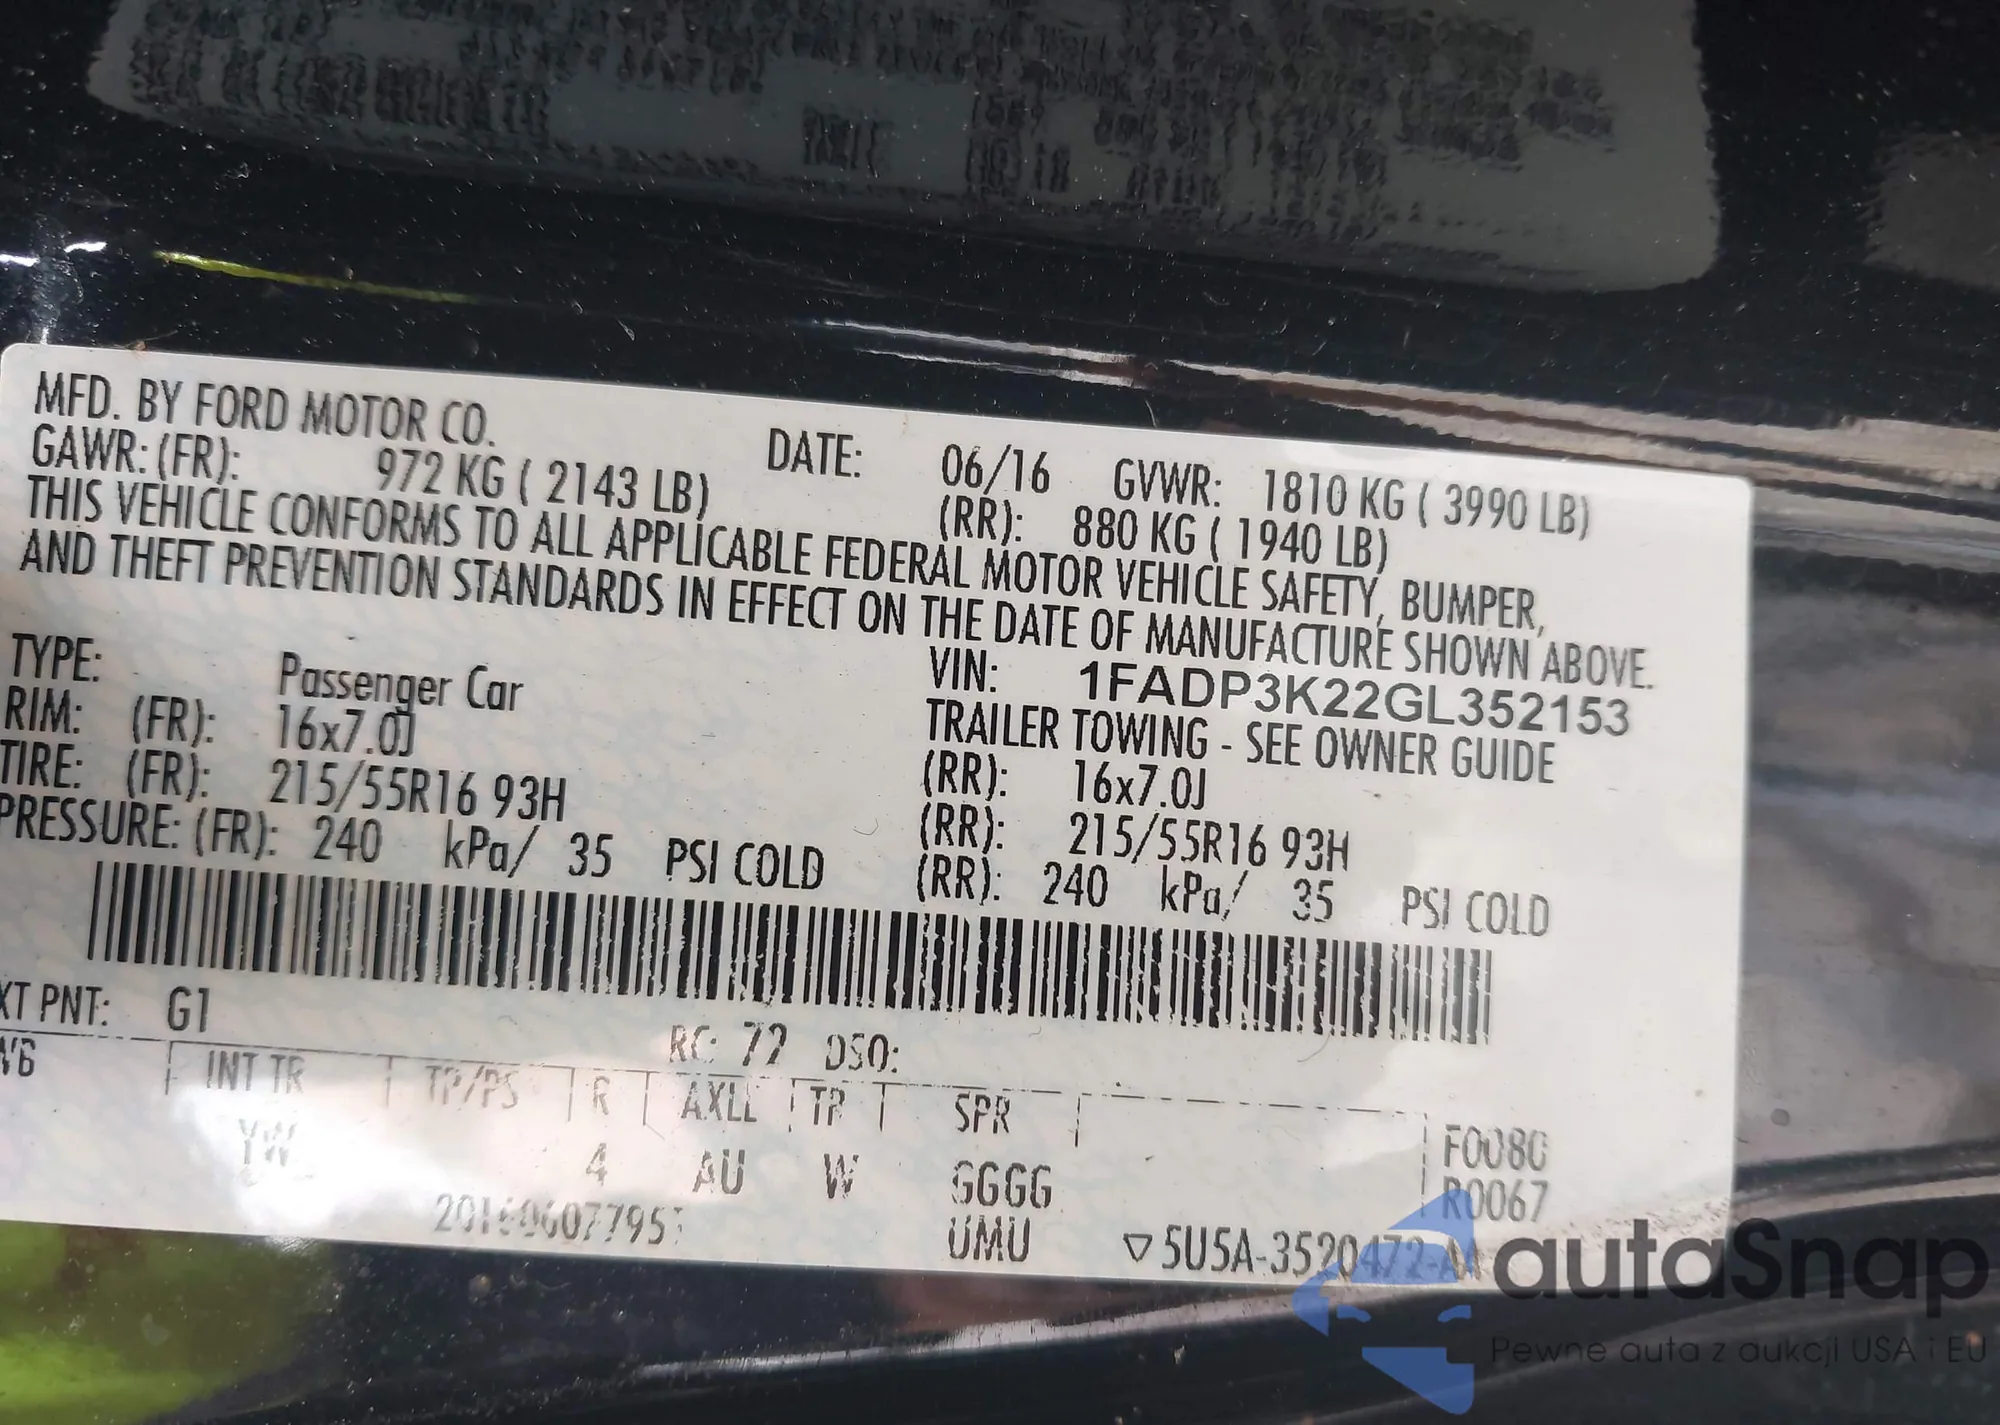 MFD. BY FORD MOTOR CO. DATE: 06/16 GVWR: 1810 KG ( 3990 LB)
GAWR: (FR): 972 KG ( 2143 LB) (RR): 880 KG ( 1940 LB)
THIS VEHICLE CONFORMS TO ALL APPLICABLE FEDERAL MOTOR VEHICLE SAFETY, BUMPER,
AND THEFT PREVENTION STANDARDS IN EFFECT ON THE DATE OF MANUFACTURE SHOWN ABOVE.
VIN: 1FADP3K22GL352153
TYPE: Passenger Car TRAILER TOWING - SEE OWNER GUIDE
RIM: (FR): 16x7.0J (RR): 16x7.0J
TIRE: (FR): 215/55R16 93H (RR): 215/55R16 93H
PRESSURE: (FR): 240 kPa/ 35 PSI COLD (RR): 240 kPa/ 35 PSI COLD
XT PNT: G1 RC: 72 DSO:
INT TR TP/PS R AXLE TR SPR
YW 4 AU W GGGG F0080
R0067
UMU ▽5U5A-3520472-A
autoSnap
Pewne auta z aukcji USA i EU